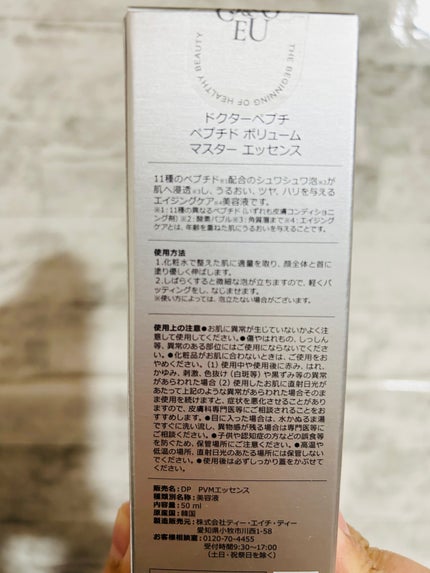 EU
THE BEGINNING OF HEALTHY BEAUTY
ドクターペプチ
ペプチド ボリューム
マスター エッセンス
11種のペプチド※1配合のシュワシュワ泡※2が
肌へ浸透※3し、うるおい、ツヤ、ハリを与える
エイジングケア※4美容液です。
※1:11種の異なるペプチド(いずれも皮膚コンディショニ
ング剤) ※2:酸素バブル※3:角質層まで※4:エイジング
ケアとは、年齢を重ねた肌にうるおいを与えることです。
使用方法
1.化粧水で整えた肌に適量を取り、顔全体と首に
塗り優しく伸ばします。
2.しばらくすると微細な泡が立ちますので、軽くパ
ッティングをし、なじませます。
※使い方によっては、泡立たない場合がございます。
使用上の注意●お肌に異常が生じていないかよく注
意して使用してください。●傷やはれもの、しっし
ん等、異常のある部位にはご使用にならないでくださ
い。●化粧品がお肌に合わないときは、ご使用をお
やめください。(1) 使用中や使用後に赤み、はれ、
かゆみ、刺激、色抜け(白斑等)や黒ずみ等の異常
があらわれた場合 (2) 使用したお肌に直射日光が
あたって上記のような異常があらわれた場合そのま
ま使用を続けますと、症状を悪化させることがあり
ますので、皮膚科専門医等にご相談されることをお
すすめします。●目に入った場合は、水かぬるま湯
ですぐに洗い流し、異物感が残る場合は専門医等に
ご相談ください。●子供や認知症の方などの誤食等
を防ぐため、保管場所にご注意ください。●高温や
低温の場所、直射日光のあたる場所には保管しない
でください。●使用後は必ずしっかり蓋をかぶせて
ください。
販売名:DP PVMエッセンス
種類別名称:美容液
内容量:50 ml
原産国:韓国
製造販売元:株式会社ティー・エイチ・ディー
愛知県小牧市川西1-58
お客様相談室:0120-70-4455
受付時間9:30~17:00
(土日・祝祭日を除く)